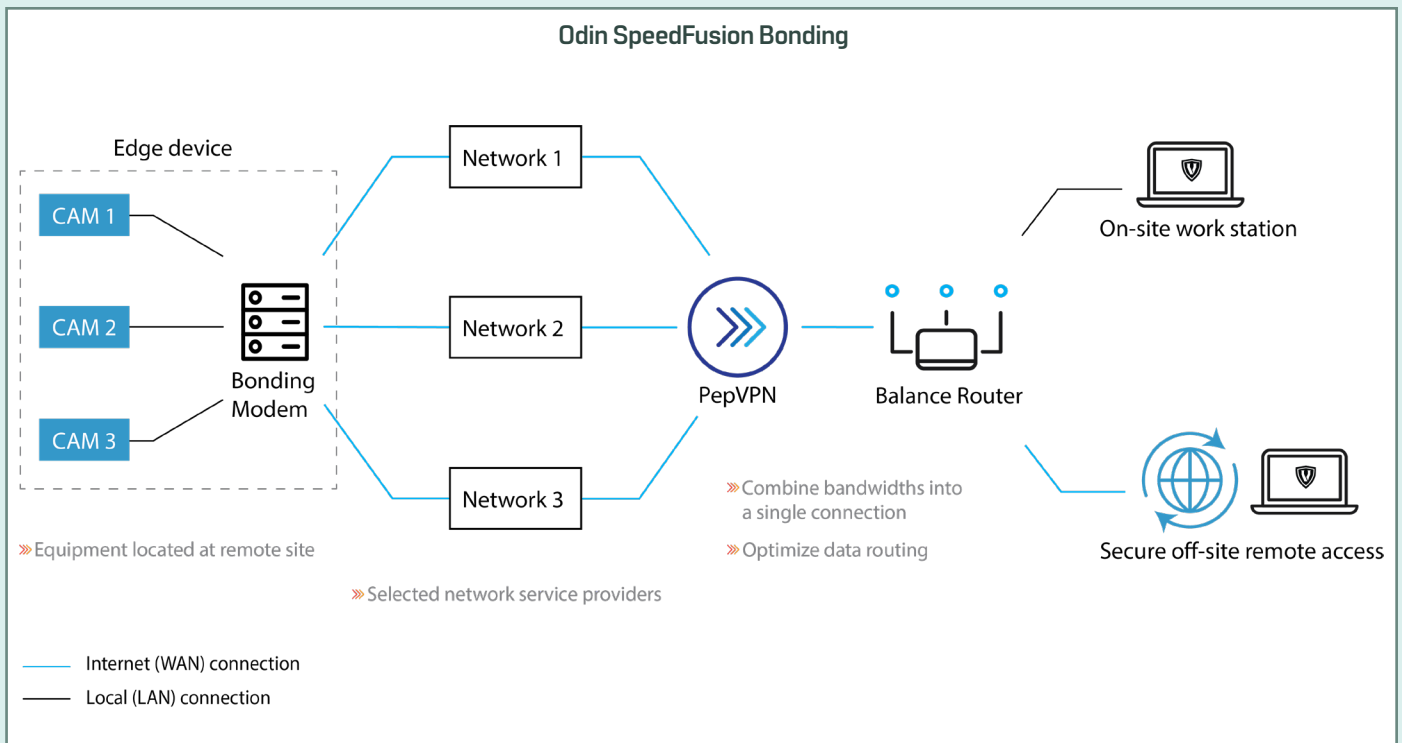 Odin SpeedFusion Bonding
Edge device
CAM 1
CAM 2
CAM 3
Bonding
Modem
»Equipment located at remote site
Network 1
Network 2
Network 3
»Selected network service providers
PepVPN
»Combine bandwidths into
a single connection
»Optimize data routing
Balance Router
On-site work station
Secure off-site remote access
Internet (WAN) connection
Local (LAN) connection